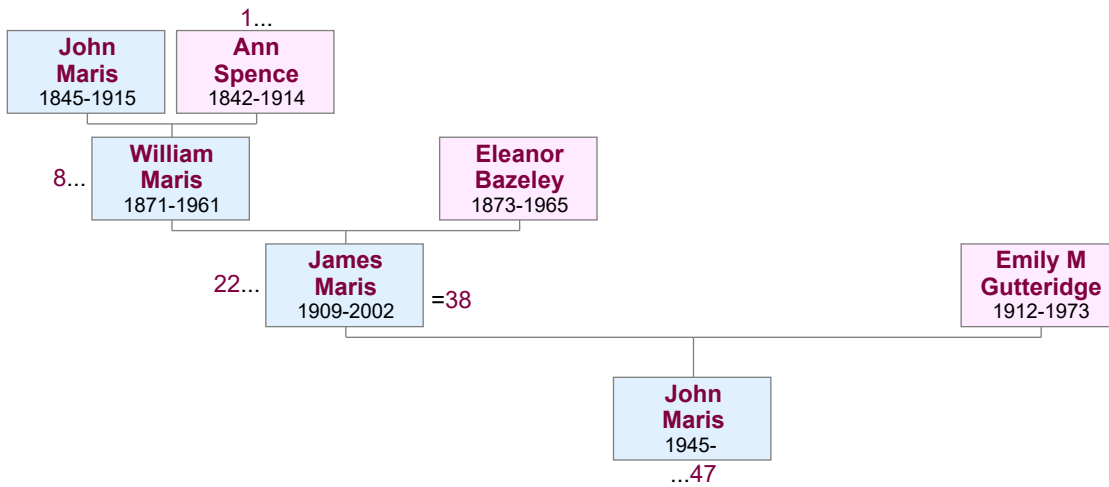 1...
John
Maris
1845-1915
Ann
Spence
1842-1914
8...
William
Maris
1871-1961
Eleanor
Bazeley
1873-1965
22...
James
Maris
1909-2002
=38
Emily M
Gutteridge
1912-1973
John
Maris
1945-
...47